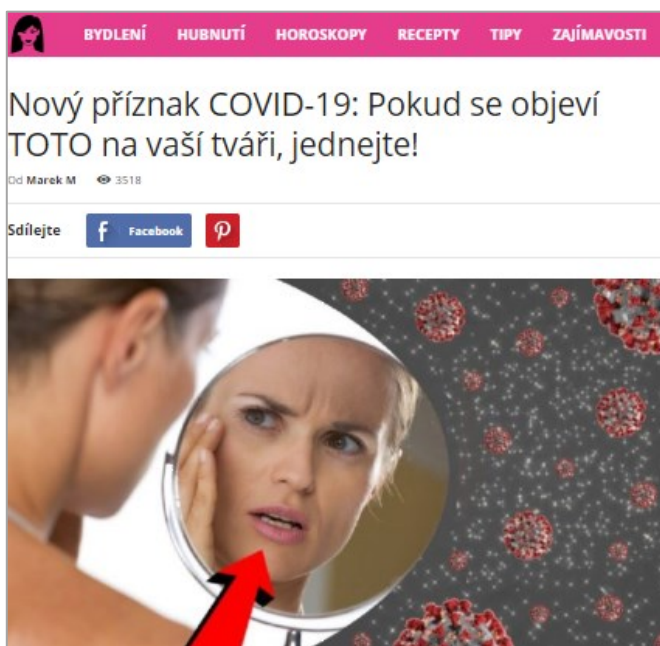 BYDLENÍ HUBNUTÍ HOROSKOPY RECEPTY TIPY ZAJÍMAVOSTI
Nový příznak COVID-19: Pokud se objeví
TOTO na vaší tváři, jednejte!
Od Marek M 3518
Sdílejte Facebook